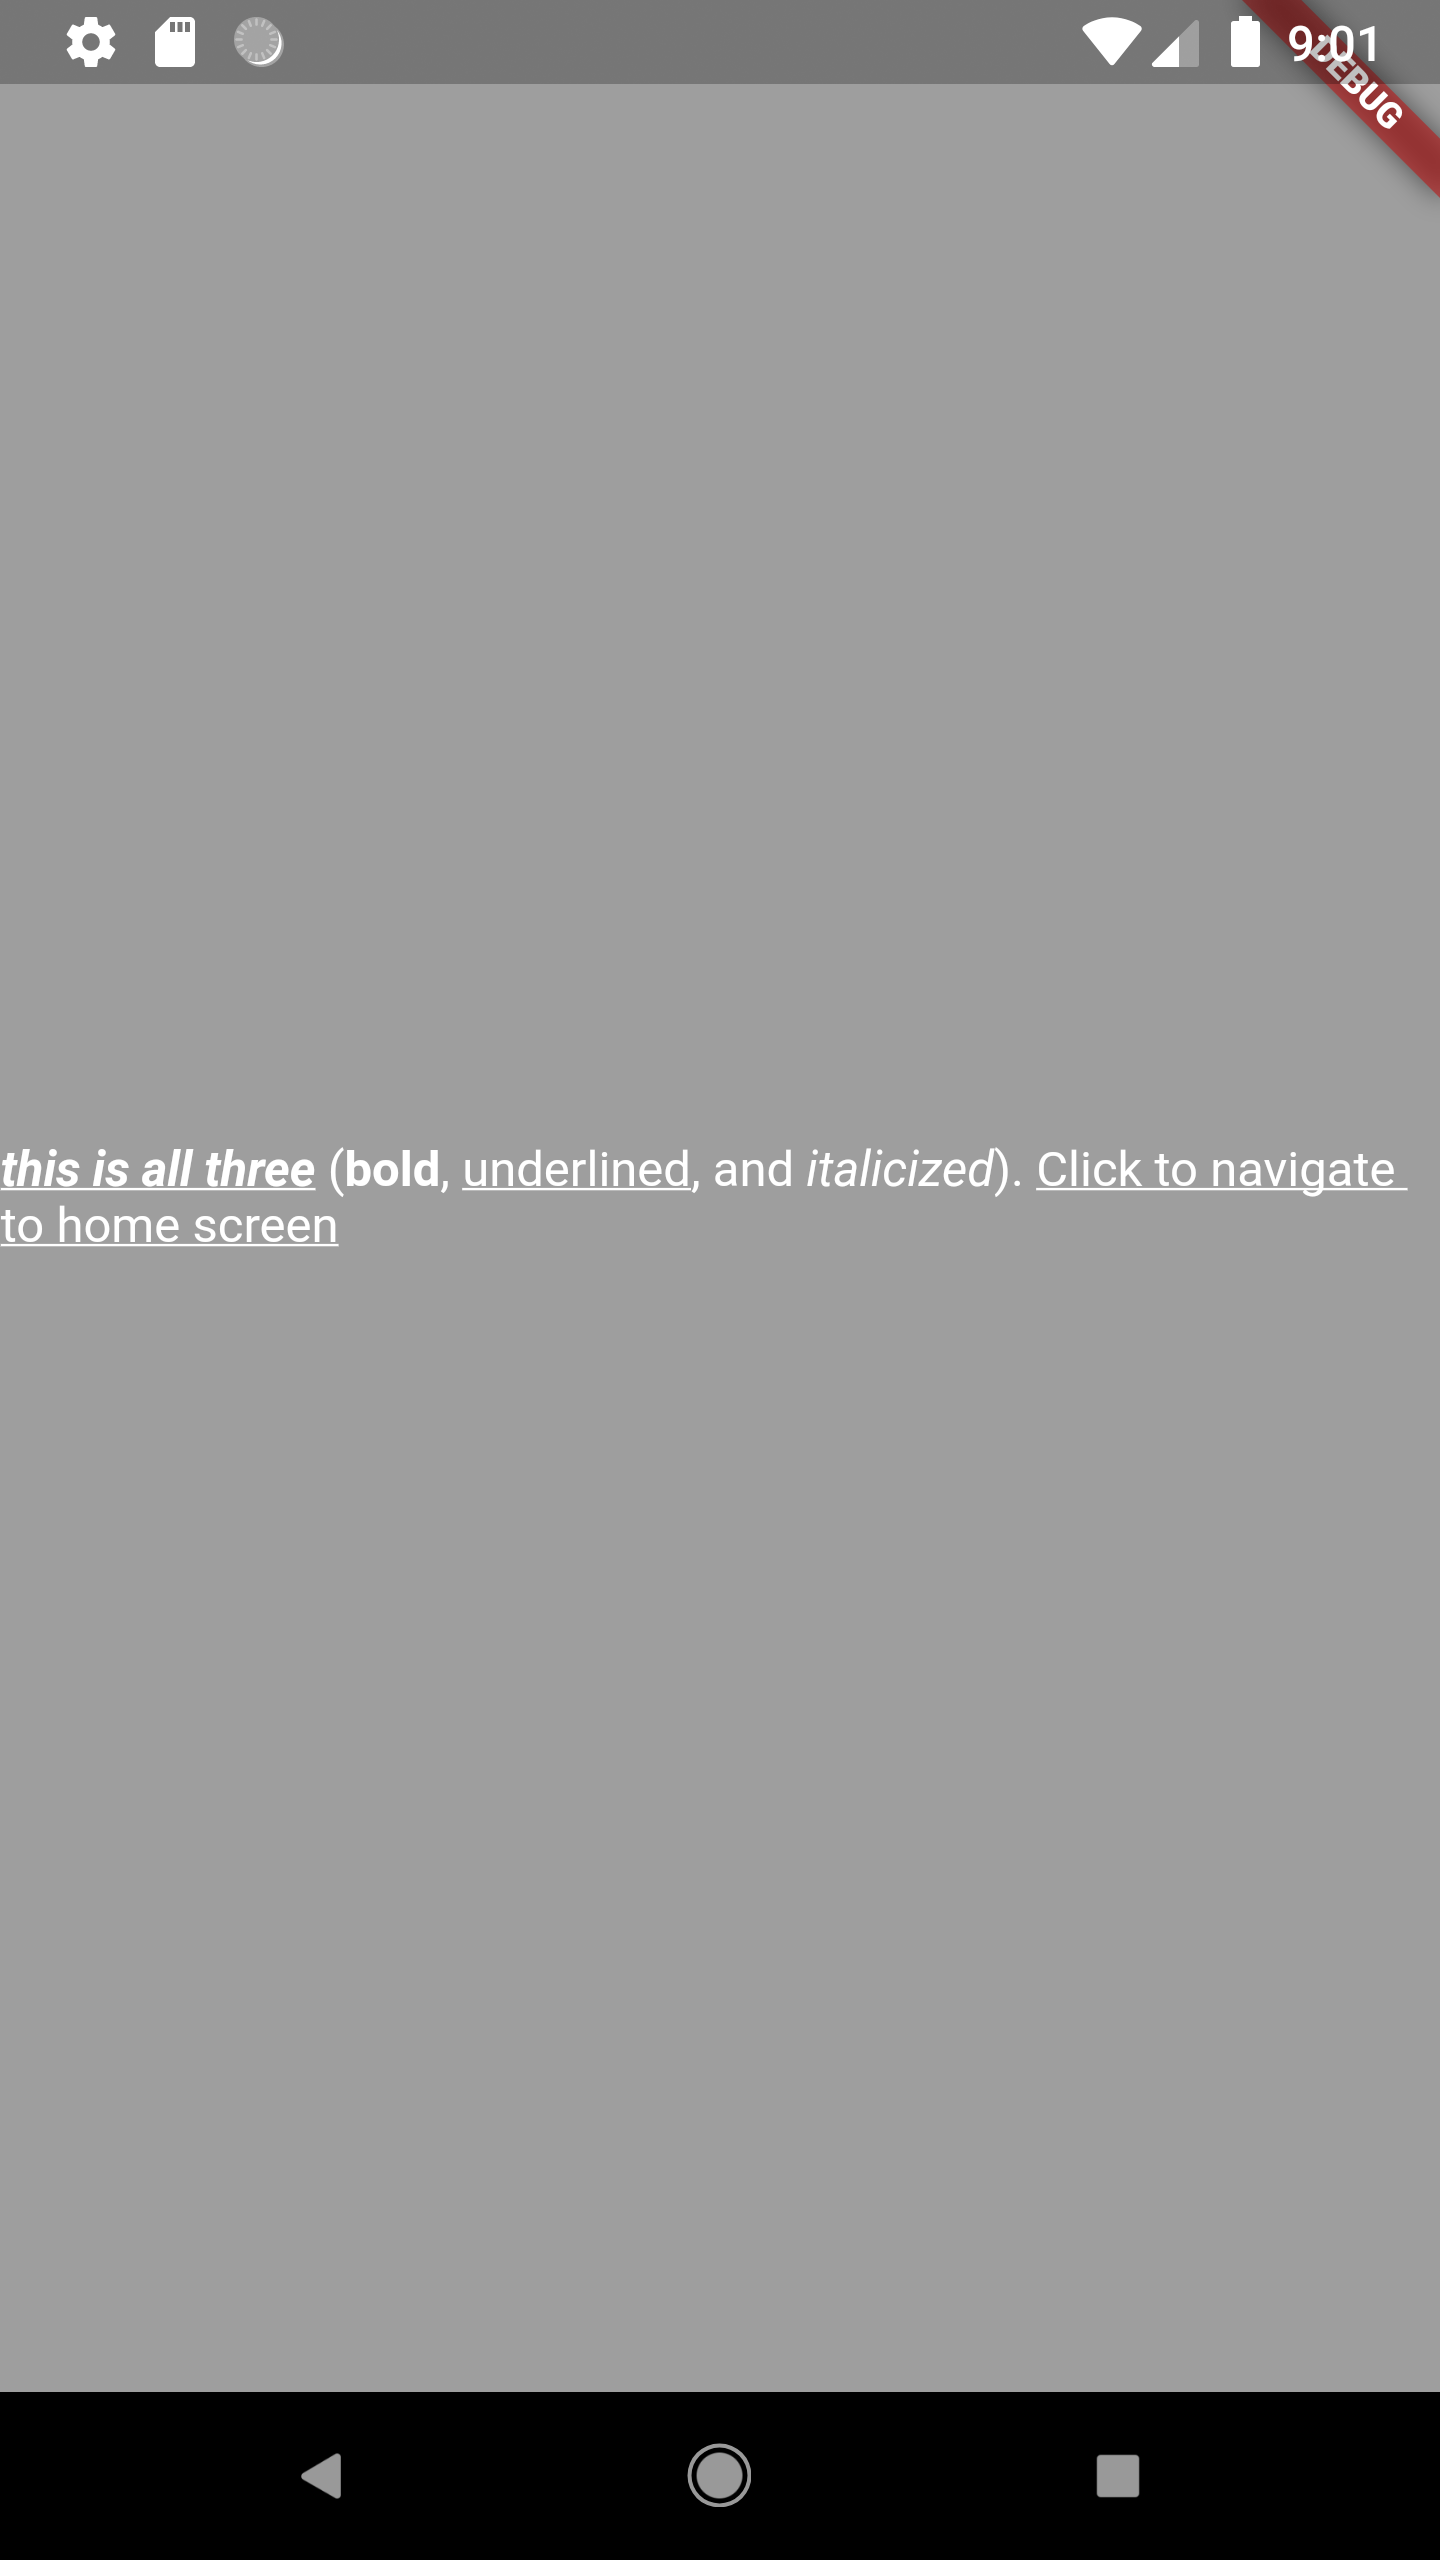 9:01
DEBUG
this is all three (bold, underlined, and italicized). Click to navigate
to home screen